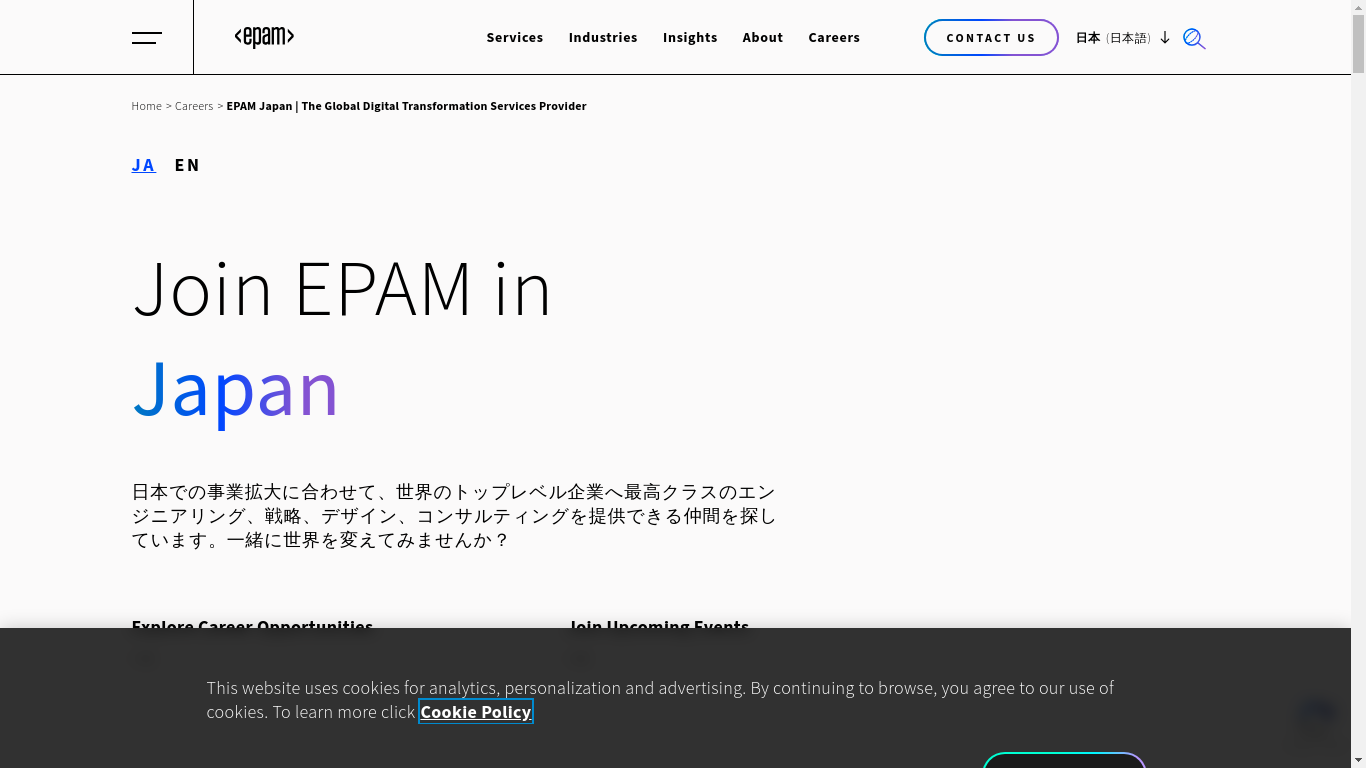 <epam>
Services Industries Insights About Careers
CONTACT US
日本 (日本語)
Home > Careers > EPAM Japan | The Global Digital Transformation Services Provider
JA EN
Join EPAM in
Japan
日本での事業拡大に合わせて、世界のトップレベル企業へ最高クラスのエン
ジニアリング、戦略、デザイン、コンサルティングを提供できる仲間を探し
ています。一緒に世界を変えてみませんか？
Explore Career Opportunities Join Upcoming Events
This website uses cookies for analytics, personalization and advertising. By continuing to browse, you agree to our use of
cookies. To learn more click Cookie Policy